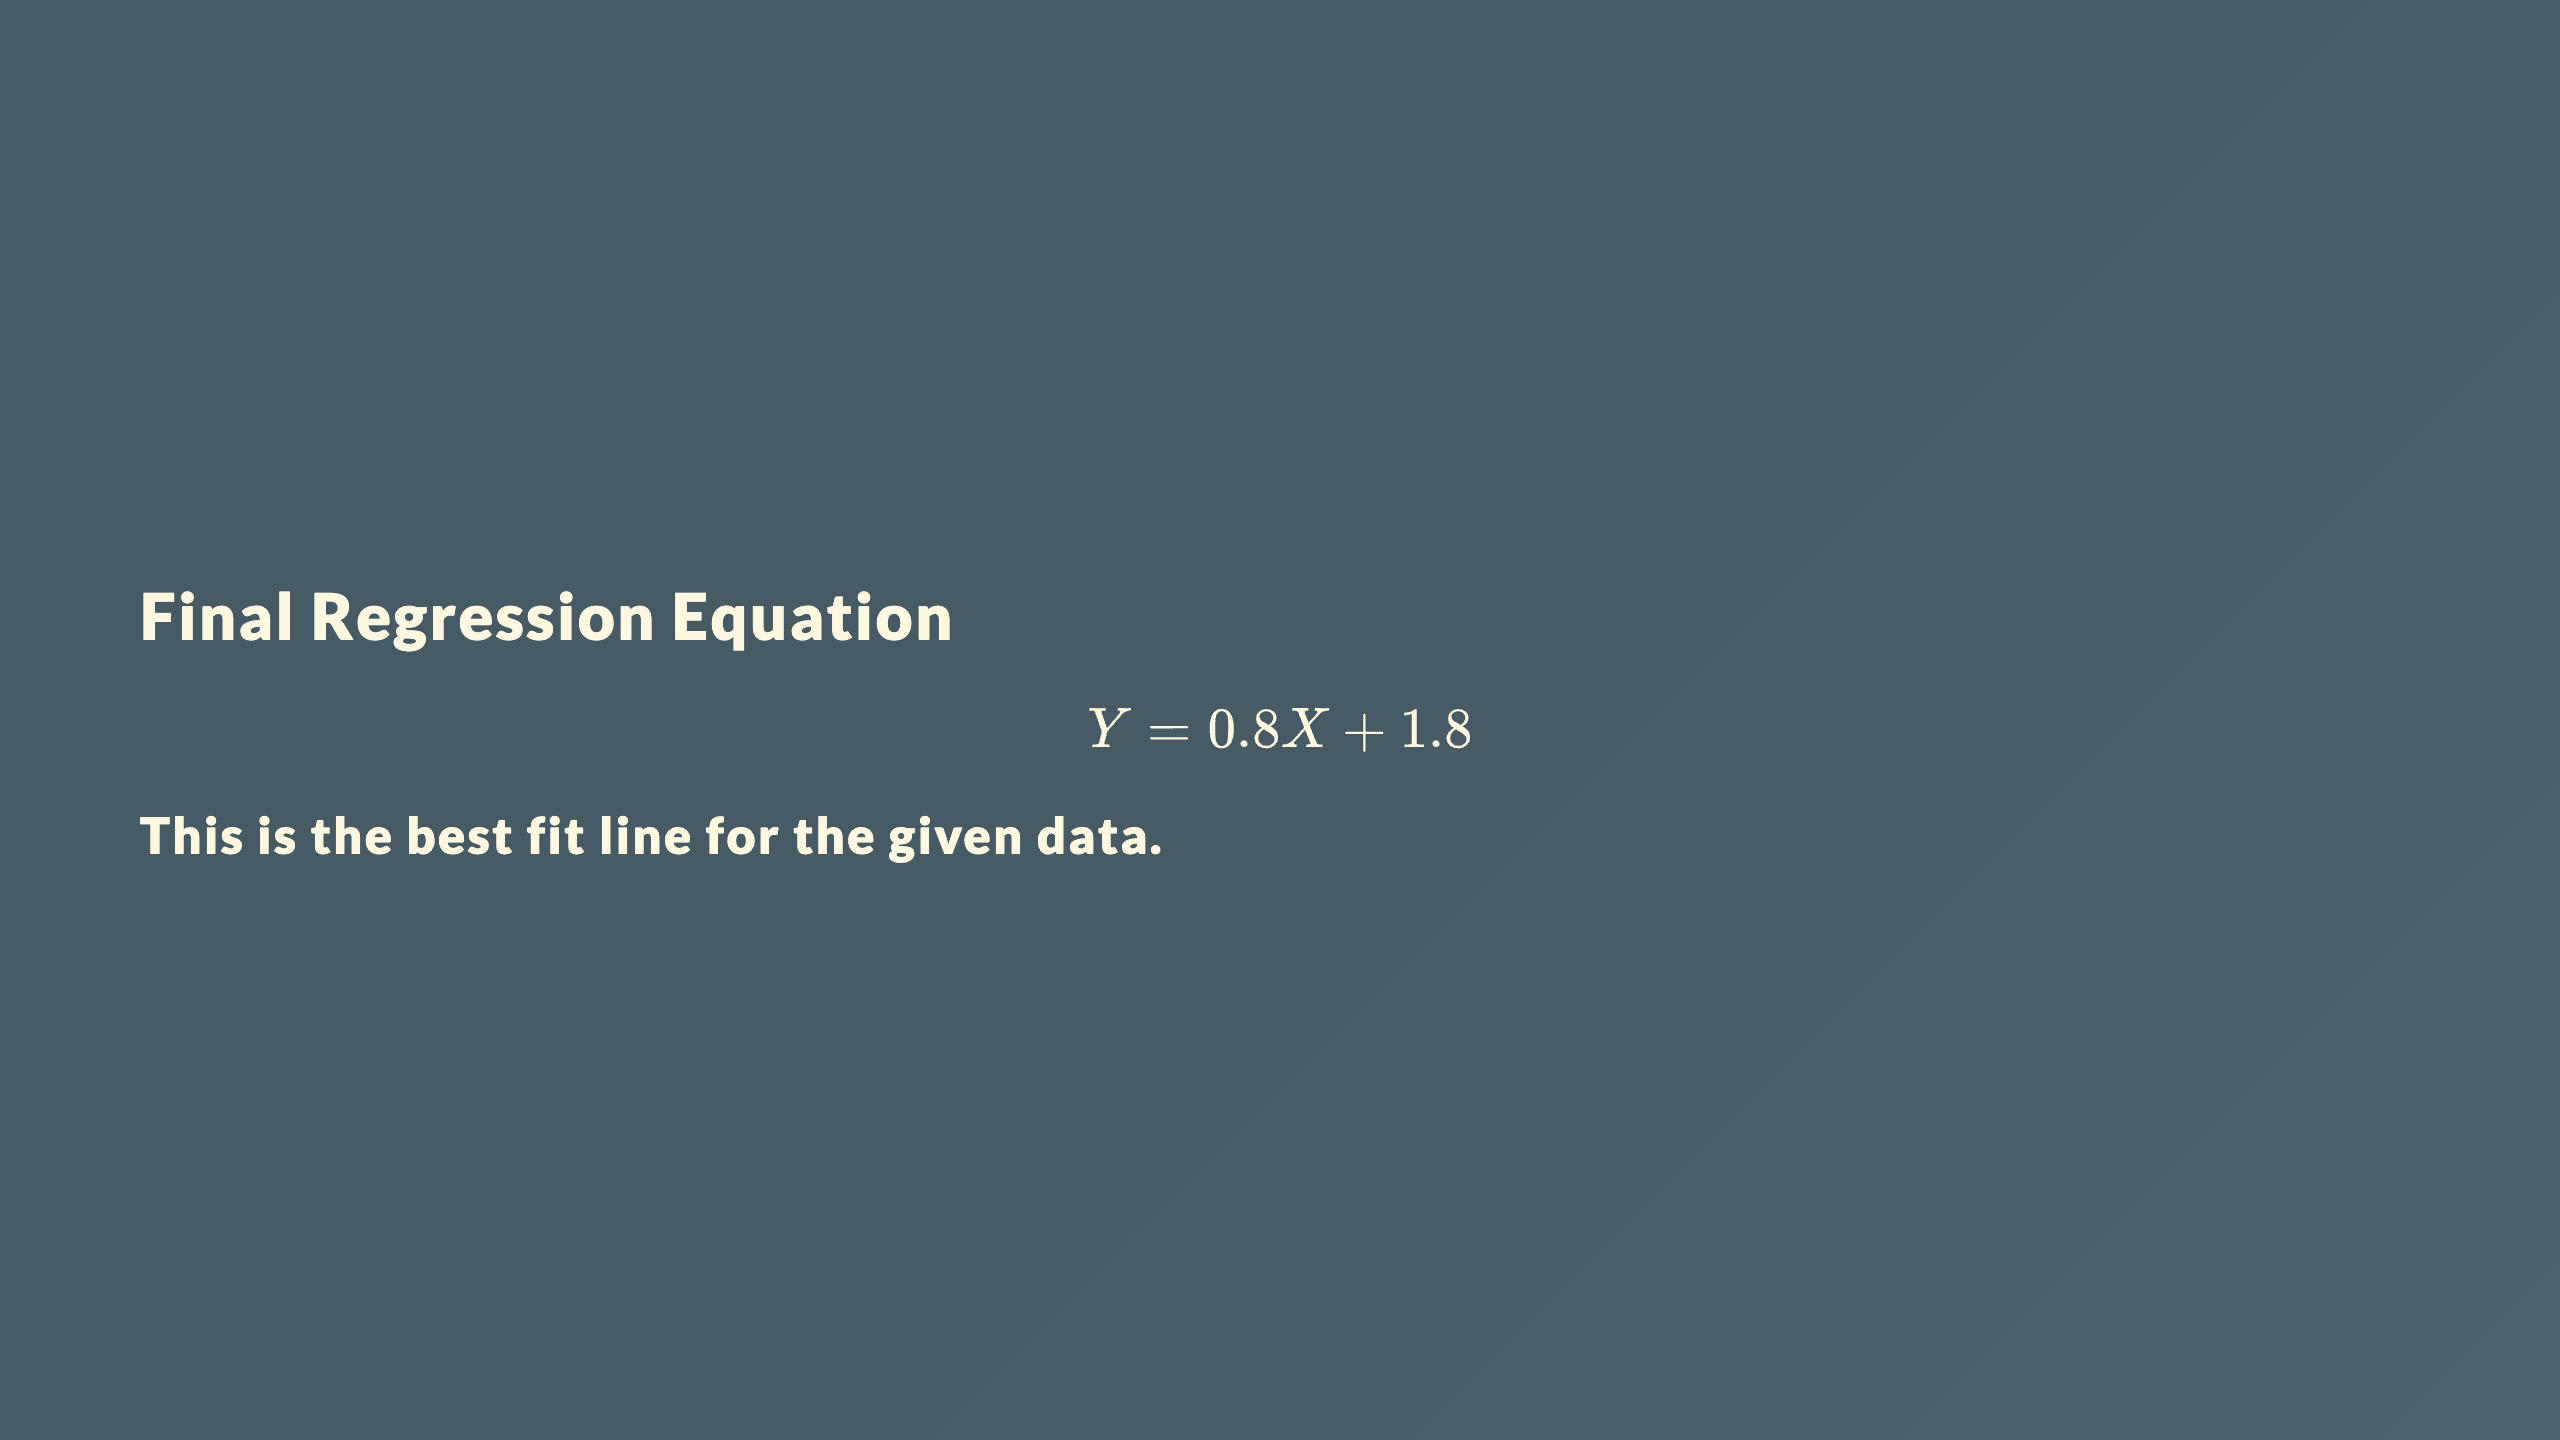 Final Regression Equation
Y = 0.8X + 1.8
This is the best fit line for the given data.